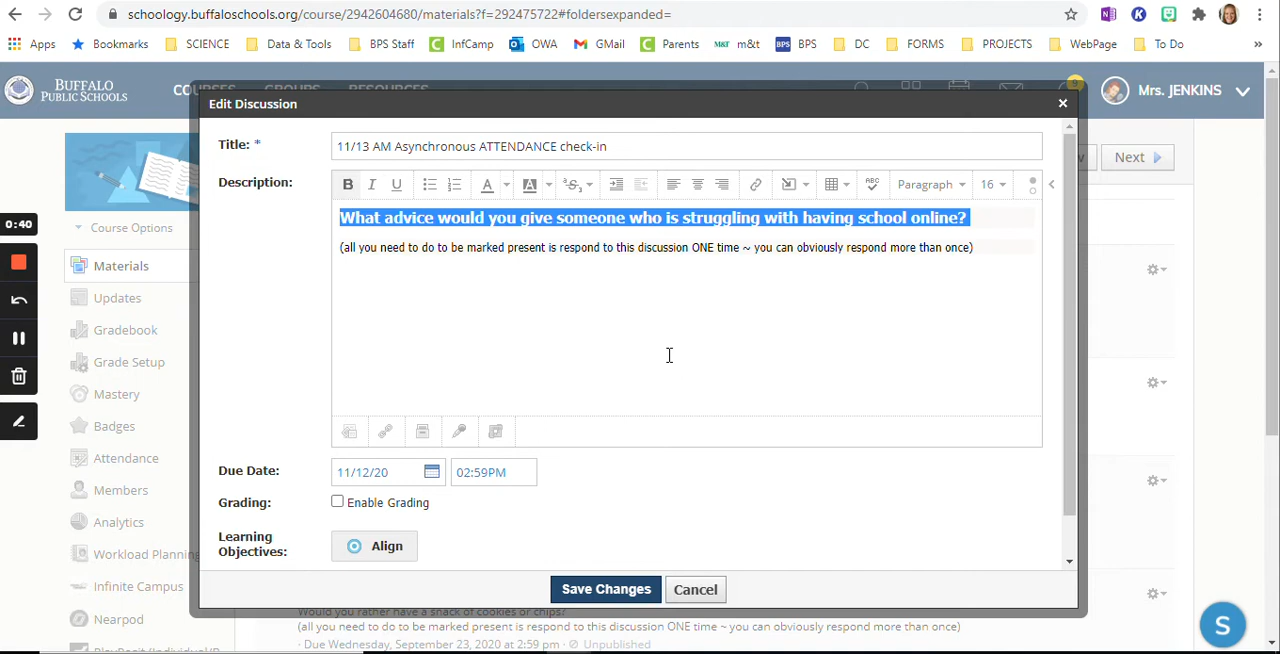 schoology.buffaloschools.org/course/2942604680/materials?f=292475722#foldersexpanded=
Apps Bookmarks SCIENCE Data & Tools BPS Staff InfCamp OWA GMail Parents M&T m&t BPS BPS DC FORMS PROJECTS WebPage To Do »
BUFFALO
PUBLIC SCHOOLS
Mrs. JENKINS
Edit Discussion
Title: *
11/13 AM Asynchronous ATTENDANCE check-in
Next
Description:
B I U A A S ABC Paragraph 16
What advice would you give someone who is struggling with having school online?
(all you need to do to be marked present is respond to this discussion ONE time ~ you can obviously respond more than once)
0:40
Course Options
Materials
Updates
Gradebook
Grade Setup
Mastery
Badges
Attendance
Members
Analytics
Workload Planning
Infinite Campus
Nearpod
Due Date:
11/12/20
02:59PM
Grading:
Enable Grading
Learning
Objectives:
Align
Save Changes
Cancel
Would you rather have a snack of cookies or chips?
(all you need to do to be marked present is respond to this discussion ONE time ~ you can obviously respond more than once)
· Due Wednesday, September 23, 2020 at 2:59 pm · Unpublished
S